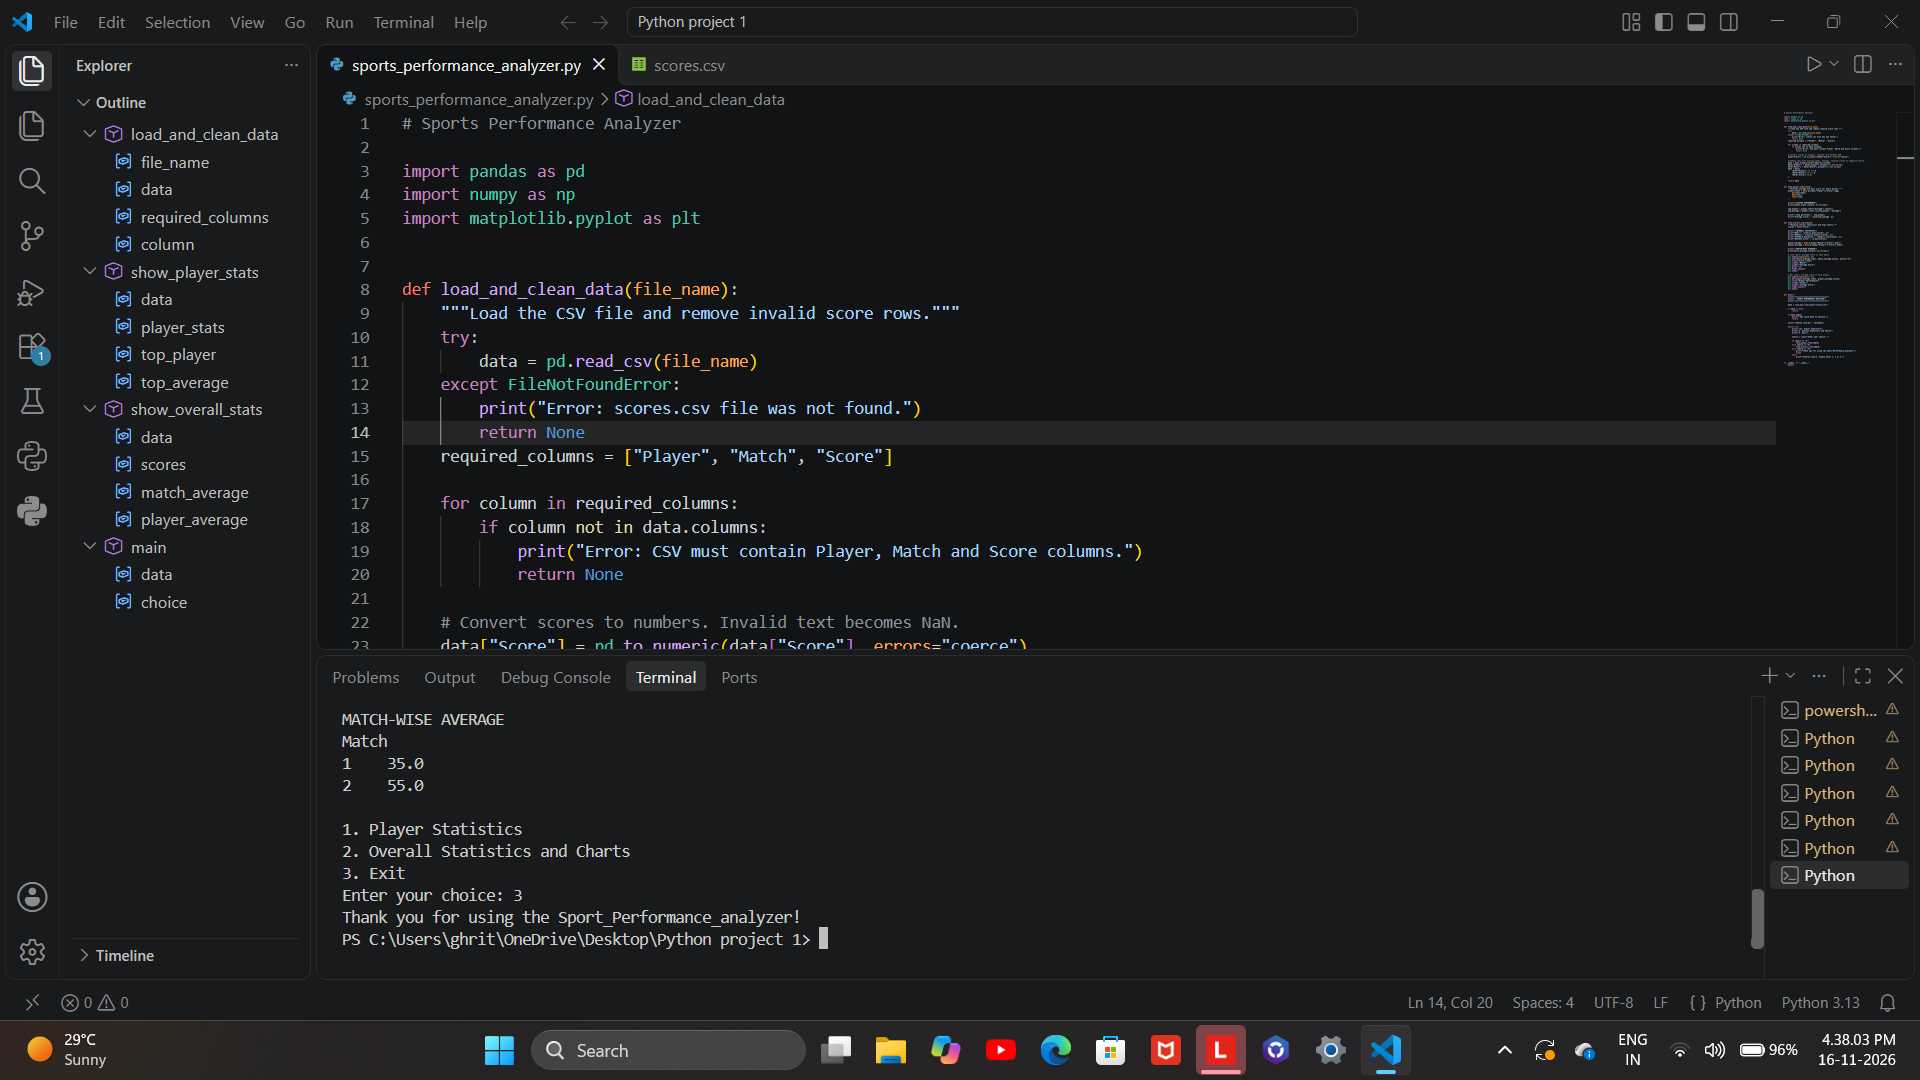 File Edit Selection View Go Run Terminal Help
Python project 1
Explorer
Outline
load_and_clean_data
file_name
data
required_columns
column
show_player_stats
data
player_stats
top_player
top_average
show_overall_stats
data
scores
match_average
player_average
main
data
choice
Timeline
1
sports_performance_analyzer.py
scores.csv
sports_performance_analyzer.py > load_and_clean_data
1 # Sports Performance Analyzer
2
3 import pandas as pd
4 import numpy as np
5 import matplotlib.pyplot as plt
6
7
8 def load_and_clean_data(file_name):
9 """Load the CSV file and remove invalid score rows."""
10 try:
11 data = pd.read_csv(file_name)
12 except FileNotFoundError:
13 print("Error: scores.csv file was not found.")
14 return None
15 required_columns = ["Player", "Match", "Score"]
16
17 for column in required_columns:
18 if column not in data.columns:
19 print("Error: CSV must contain Player, Match and Score columns.")
20 return None
21
22 # Convert scores to numbers. Invalid text becomes NaN.
23 data["Score"] = pd.to_numeric(data["Score"], errors="coerce")
Problems Output Debug Console Terminal Ports
MATCH-WISE AVERAGE
Match
1 35.0
2 55.0
1. Player Statistics
2. Overall Statistics and Charts
3. Exit
Enter your choice: 3
Thank you for using the Sport_Performance_analyzer!
PS C:\Users\ghrit\OneDrive\Desktop\Python project 1>
powersh...
Python
Python
Python
Python
Python
Python
0 0
Ln 14, Col 20 Spaces: 4 UTF-8 LF { } Python Python 3.13
29°C
Sunny
Search
L
ENG
IN
96%
4.38.03 PM
16-11-2026